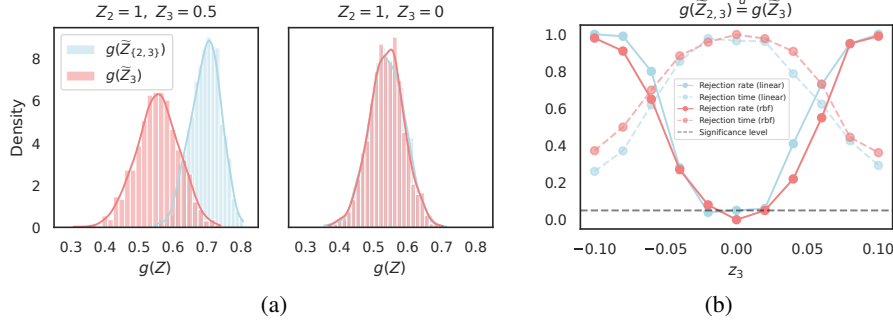 Z₂ = 1, Z₃ = 0.5
g(Z̃{2,3})
g(Z̃₃)
Density
8
6
4
2
0
0.3 0.4 0.5 0.6 0.7 0.8
g(Z)
Z₂ = 1, Z₃ = 0
0.3 0.4 0.5 0.6 0.7 0.8
g(Z)
(a)
g(Z̃₂,₃) = g(Z̃₃)
1.0
0.8
0.6
0.4
0.2
0.0
Rejection rate (linear)
Rejection time (linear)
Rejection rate (rbf)
Rejection time (rbf)
Significance level
−0.10 −0.05 0.00 0.05 0.10
z₃
(b)